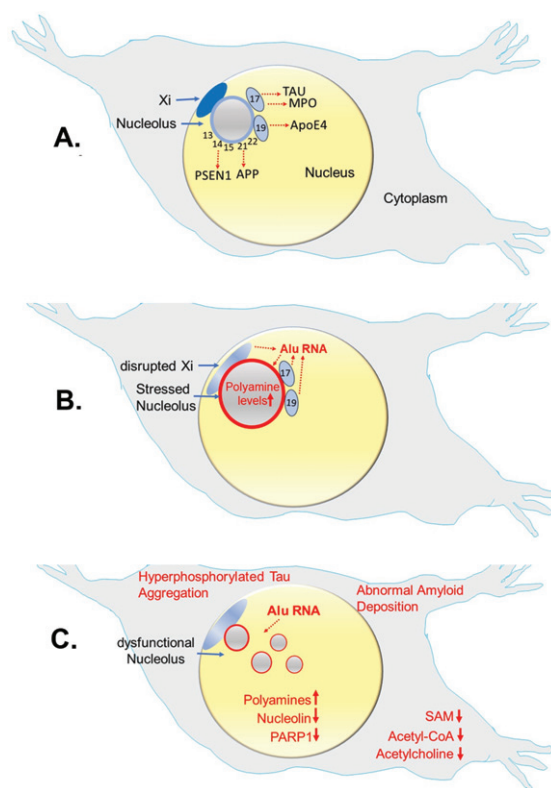 A.
Xi
Nucleolus
17
TAU
MPO
19
ApoE4
13
14
15
21
22
PSEN1
APP
Nucleus
Cytoplasm
B.
disrupted Xi
Stressed
Nucleolus
Alu RNA
17
19
Polyamine
levels
C.
Hyperphosphorylated Tau
Aggregation
Abnormal Amyloid
Deposition
Alu RNA
dysfunctional
Nucleolus
Polyamines
Nucleolin
PARP1
SAM
Acetyl-CoA
Acetylcholine